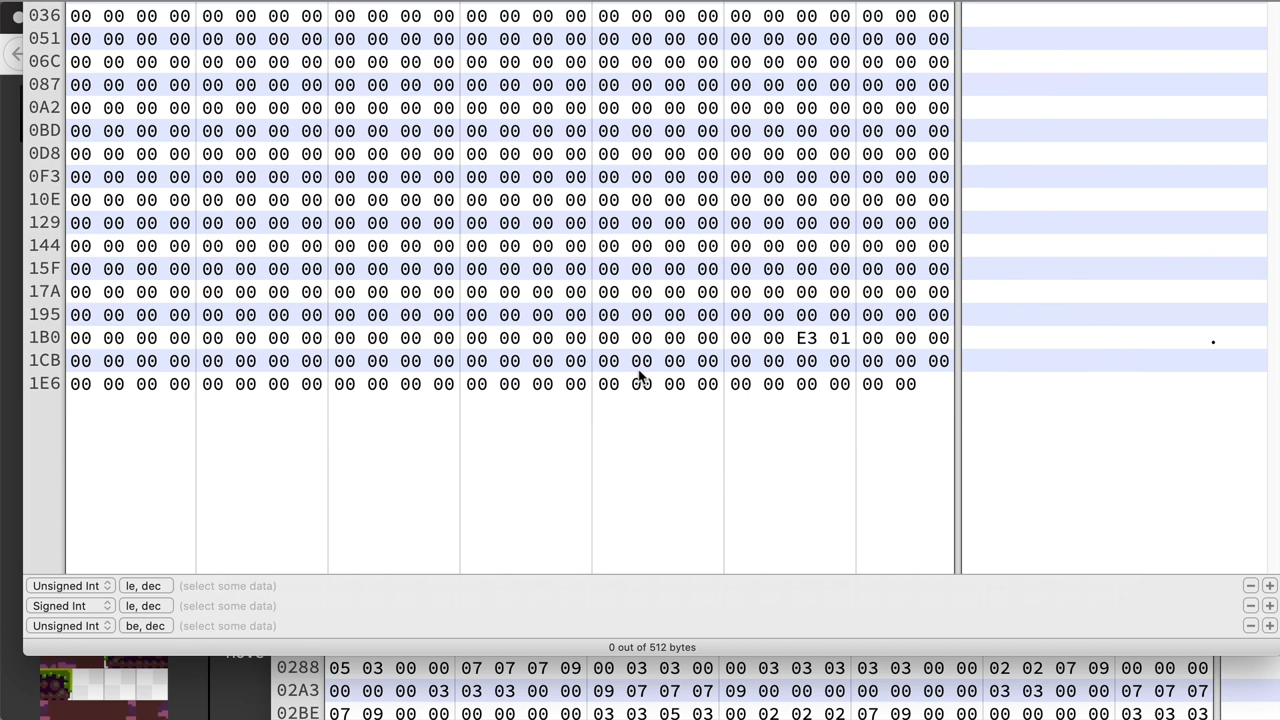 036 00 00 00 00 00 00 00 00 00 00 00 00 00 00 00 00 00 00 00 00 00 00 00 00 00 00 00
051 00 00 00 00 00 00 00 00 00 00 00 00 00 00 00 00 00 00 00 00 00 00 00 00 00 00 00
06C 00 00 00 00 00 00 00 00 00 00 00 00 00 00 00 00 00 00 00 00 00 00 00 00 00 00 00
087 00 00 00 00 00 00 00 00 00 00 00 00 00 00 00 00 00 00 00 00 00 00 00 00 00 00 00
0A2 00 00 00 00 00 00 00 00 00 00 00 00 00 00 00 00 00 00 00 00 00 00 00 00 00 00 00
0BD 00 00 00 00 00 00 00 00 00 00 00 00 00 00 00 00 00 00 00 00 00 00 00 00 00 00 00
0D8 00 00 00 00 00 00 00 00 00 00 00 00 00 00 00 00 00 00 00 00 00 00 00 00 00 00 00
0F3 00 00 00 00 00 00 00 00 00 00 00 00 00 00 00 00 00 00 00 00 00 00 00 00 00 00 00
10E 00 00 00 00 00 00 00 00 00 00 00 00 00 00 00 00 00 00 00 00 00 00 00 00 00 00 00
129 00 00 00 00 00 00 00 00 00 00 00 00 00 00 00 00 00 00 00 00 00 00 00 00 00 00 00
144 00 00 00 00 00 00 00 00 00 00 00 00 00 00 00 00 00 00 00 00 00 00 00 00 00 00 00
15F 00 00 00 00 00 00 00 00 00 00 00 00 00 00 00 00 00 00 00 00 00 00 00 00 00 00 00
17A 00 00 00 00 00 00 00 00 00 00 00 00 00 00 00 00 00 00 00 00 00 00 00 00 00 00 00
195 00 00 00 00 00 00 00 00 00 00 00 00 00 00 00 00 00 00 00 00 00 00 00 00 00 00 00
1B0 00 00 00 00 00 00 00 00 00 00 00 00 00 00 00 00 00 00 00 00 00 00 E3 01 00 00 00 .
1CB 00 00 00 00 00 00 00 00 00 00 00 00 00 00 00 00 00 00 00 00 00 00 00 00 00 00 00
1E6 00 00 00 00 00 00 00 00 00 00 00 00 00 00 00 00 00 00 00 00 00 00 00 00 00 00
Unsigned Int le, dec (select some data)
Signed Int le, dec (select some data)
Unsigned Int be, dec (select some data)
0 out of 512 bytes
0288 05 03 00 00 07 07 07 09 00 03 03 00 00 03 03 03 03 03 00 00 02 02 07 09 00 00 00
02A3 00 00 00 03 03 03 00 00 09 07 07 07 09 00 00 00 00 00 00 00 03 03 00 00 07 07 07
02BE 07 09 00 00 00 00 00 00 03 03 05 03 00 02 02 02 07 09 00 00 00 00 00 00 03 03 03